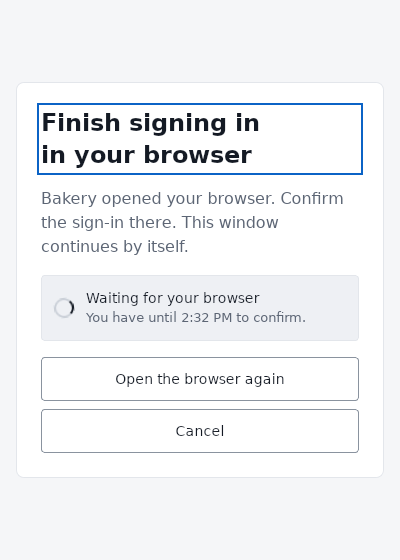 Finish signing in
in your browser
Bakery opened your browser. Confirm
the sign-in there. This window
continues by itself.
Waiting for your browser
You have until 2:32 PM to confirm.
Open the browser again
Cancel